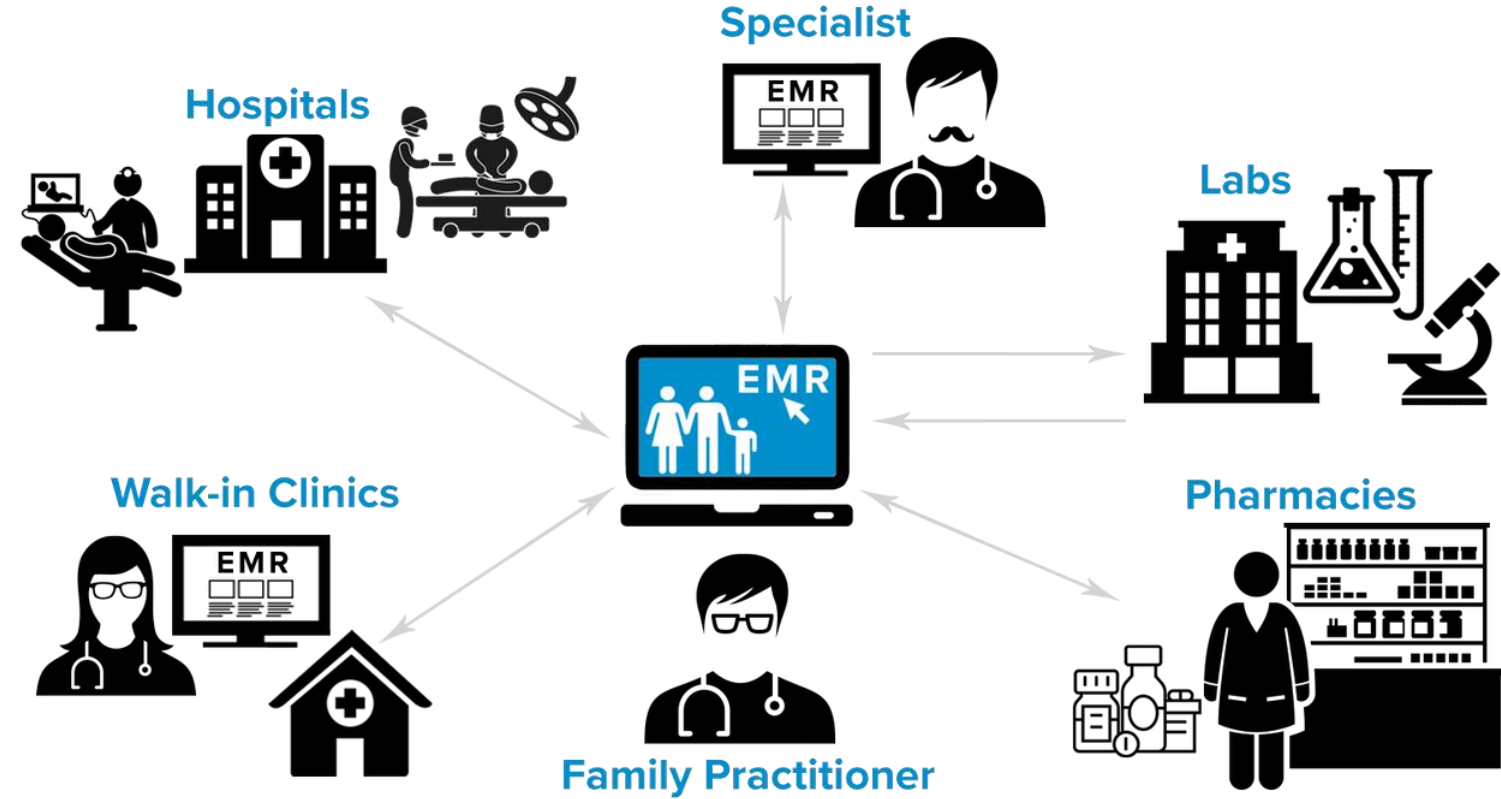 Specialist
EMR
Hospitals
Labs
EMR
Walk-in Clinics
EMR
Pharmacies
Family Practitioner